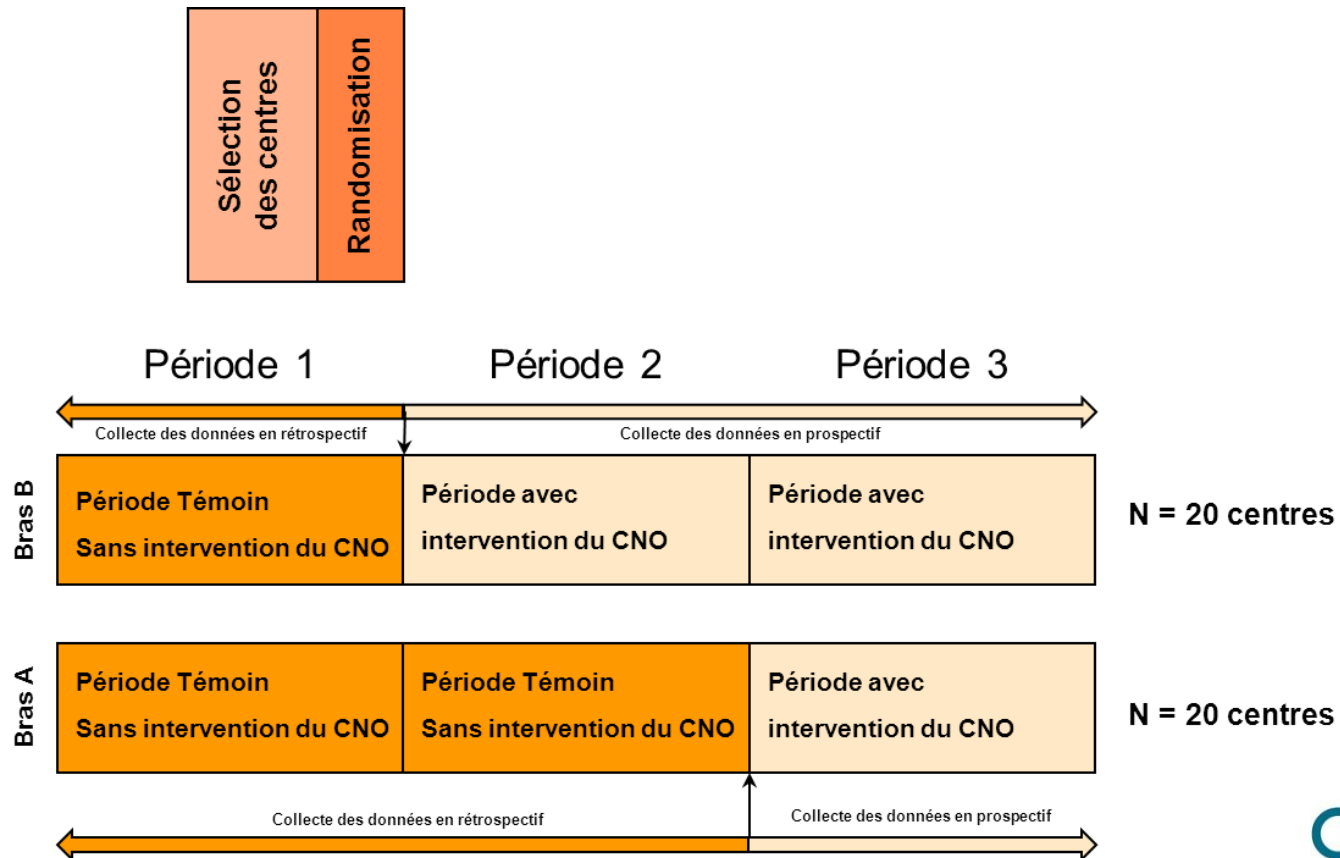 Sélection
des centres
Randomisation
Période 1
Période 2
Période 3
Collecte des données en rétrospectif
Collecte des données en prospectif
Bras B
Période Témoin
Sans intervention du CNO
Période avec
intervention du CNO
Période avec
intervention du CNO
N = 20 centres
Bras A
Période Témoin
Sans intervention du CNO
Période Témoin
Sans intervention du CNO
Période avec
intervention du CNO
N = 20 centres
Collecte des données en rétrospectif
Collecte des données en prospectif